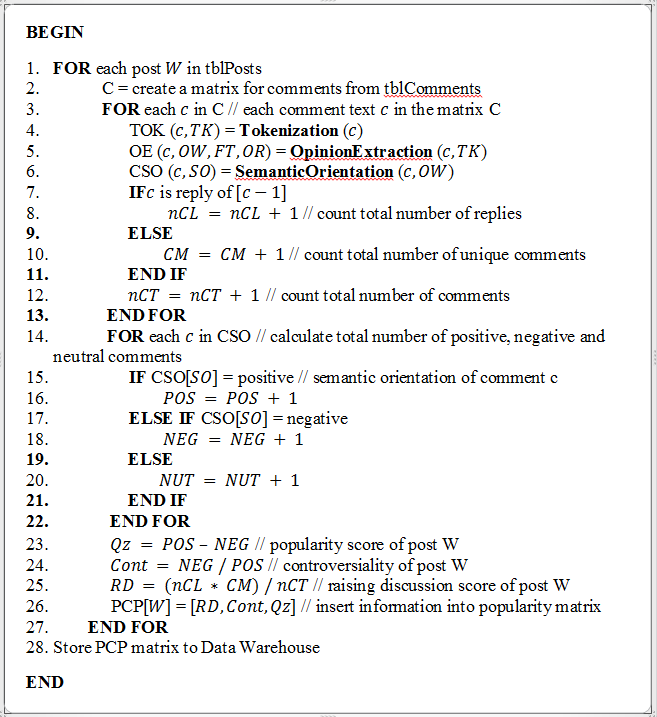 BEGIN
1. FOR each post W in tblPosts
2. C = create a matrix for comments from tblComments
3. FOR each c in C // each comment text c in the matrix C
4. TOK (c,TK) = Tokenization (c)
5. OE (c,OW,FT,OR) = OpinionExtraction (c,TK)
6. CSO (c,SO) = SemanticOrientation (c,OW)
7. IFc is reply of [c − 1]
8. nCL = nCL + 1 // count total number of replies
9. ELSE
10. CM = CM + 1 // count total number of unique comments
11. END IF
12. nCT = nCT + 1 // count total number of comments
13. END FOR
14. FOR each c in CSO // calculate total number of positive, negative and
neutral comments
15. IF CSO[SO] = positive // semantic orientation of comment c
16. POS = POS + 1
17. ELSE IF CSO[SO] = negative
18. NEG = NEG + 1
19. ELSE
20. NUT = NUT + 1
21. END IF
22. END FOR
23. Qz = POS – NEG // popularity score of post W
24. Cont = NEG / POS // controversiality of post W
25. RD = (nCL * CM) / nCT // raising discussion score of post W
26. PCP[W] = [RD,Cont,Qz] // insert information into popularity matrix
27. END FOR
28. Store PCP matrix to Data Warehouse
END